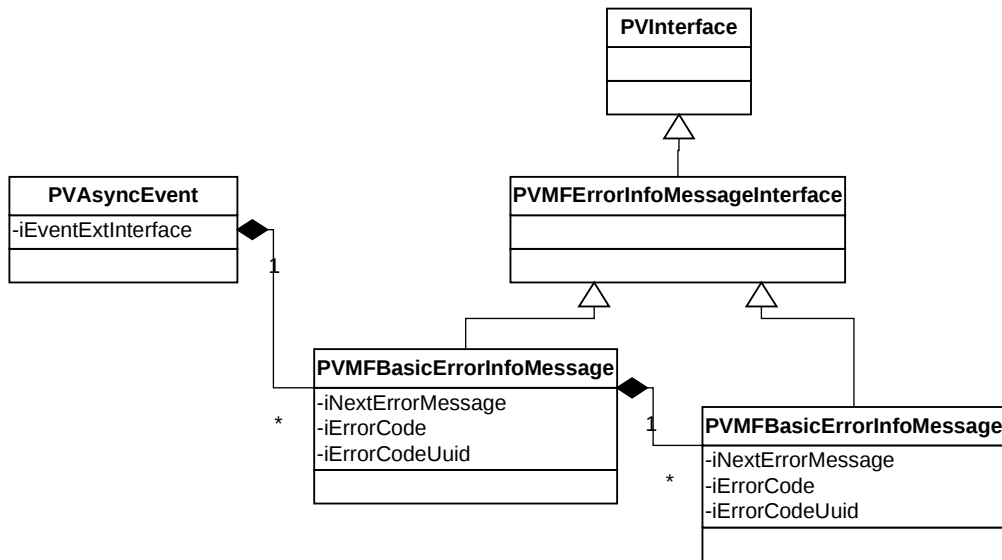 PVInterface
PVAsyncEvent
-iEventExtInterface
PVMFErrorInfoMessageInterface
1
*
PVMFBasicErrorInfoMessage
-iNextErrorMessage
-iErrorCode
-iErrorCodeUuid
1
*
PVMFBasicErrorInfoMessage
-iNextErrorMessage
-iErrorCode
-iErrorCodeUuid